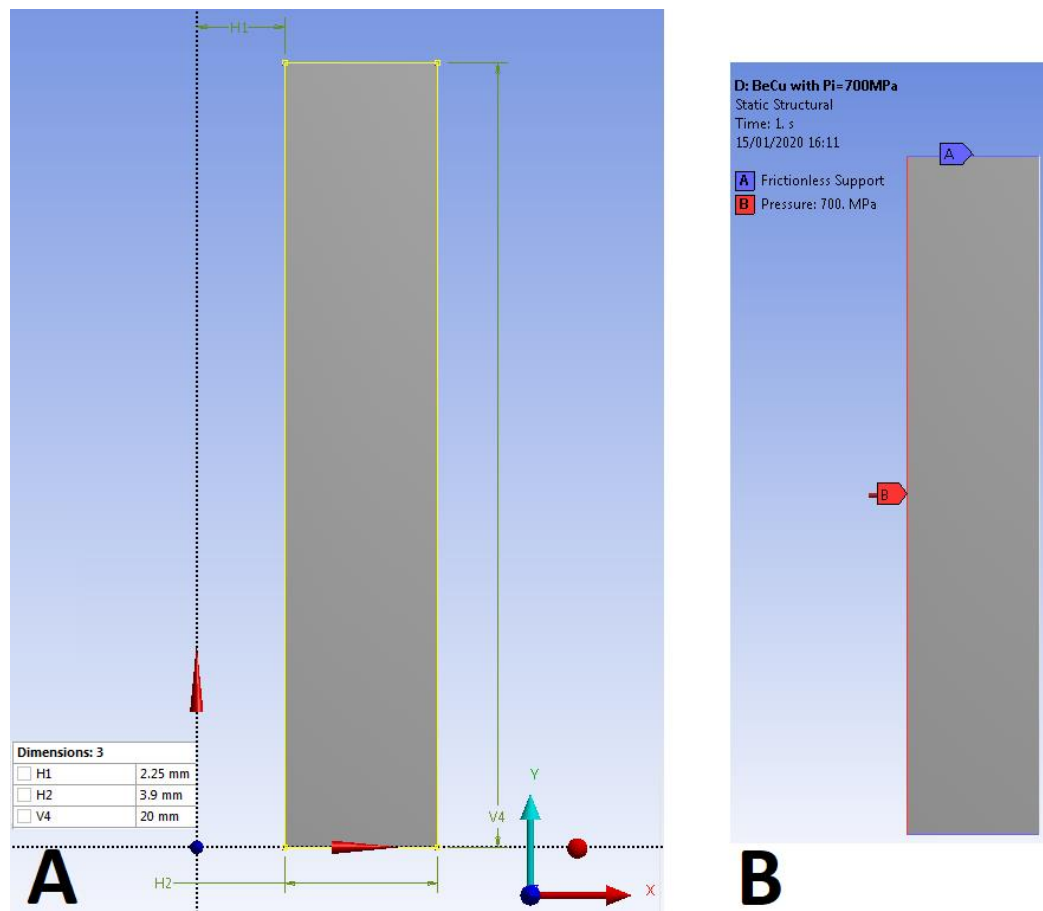 H1
V4
Dimensions: 3
H1 2.25 mm
H2 3.9 mm
V4 20 mm
H2
Y
X
A
D: BeCu with Pi=700MPa
Static Structural
Time: 1. s
15/01/2020 16:11
A Frictionless Support
B Pressure: 700. MPa
A
B
B